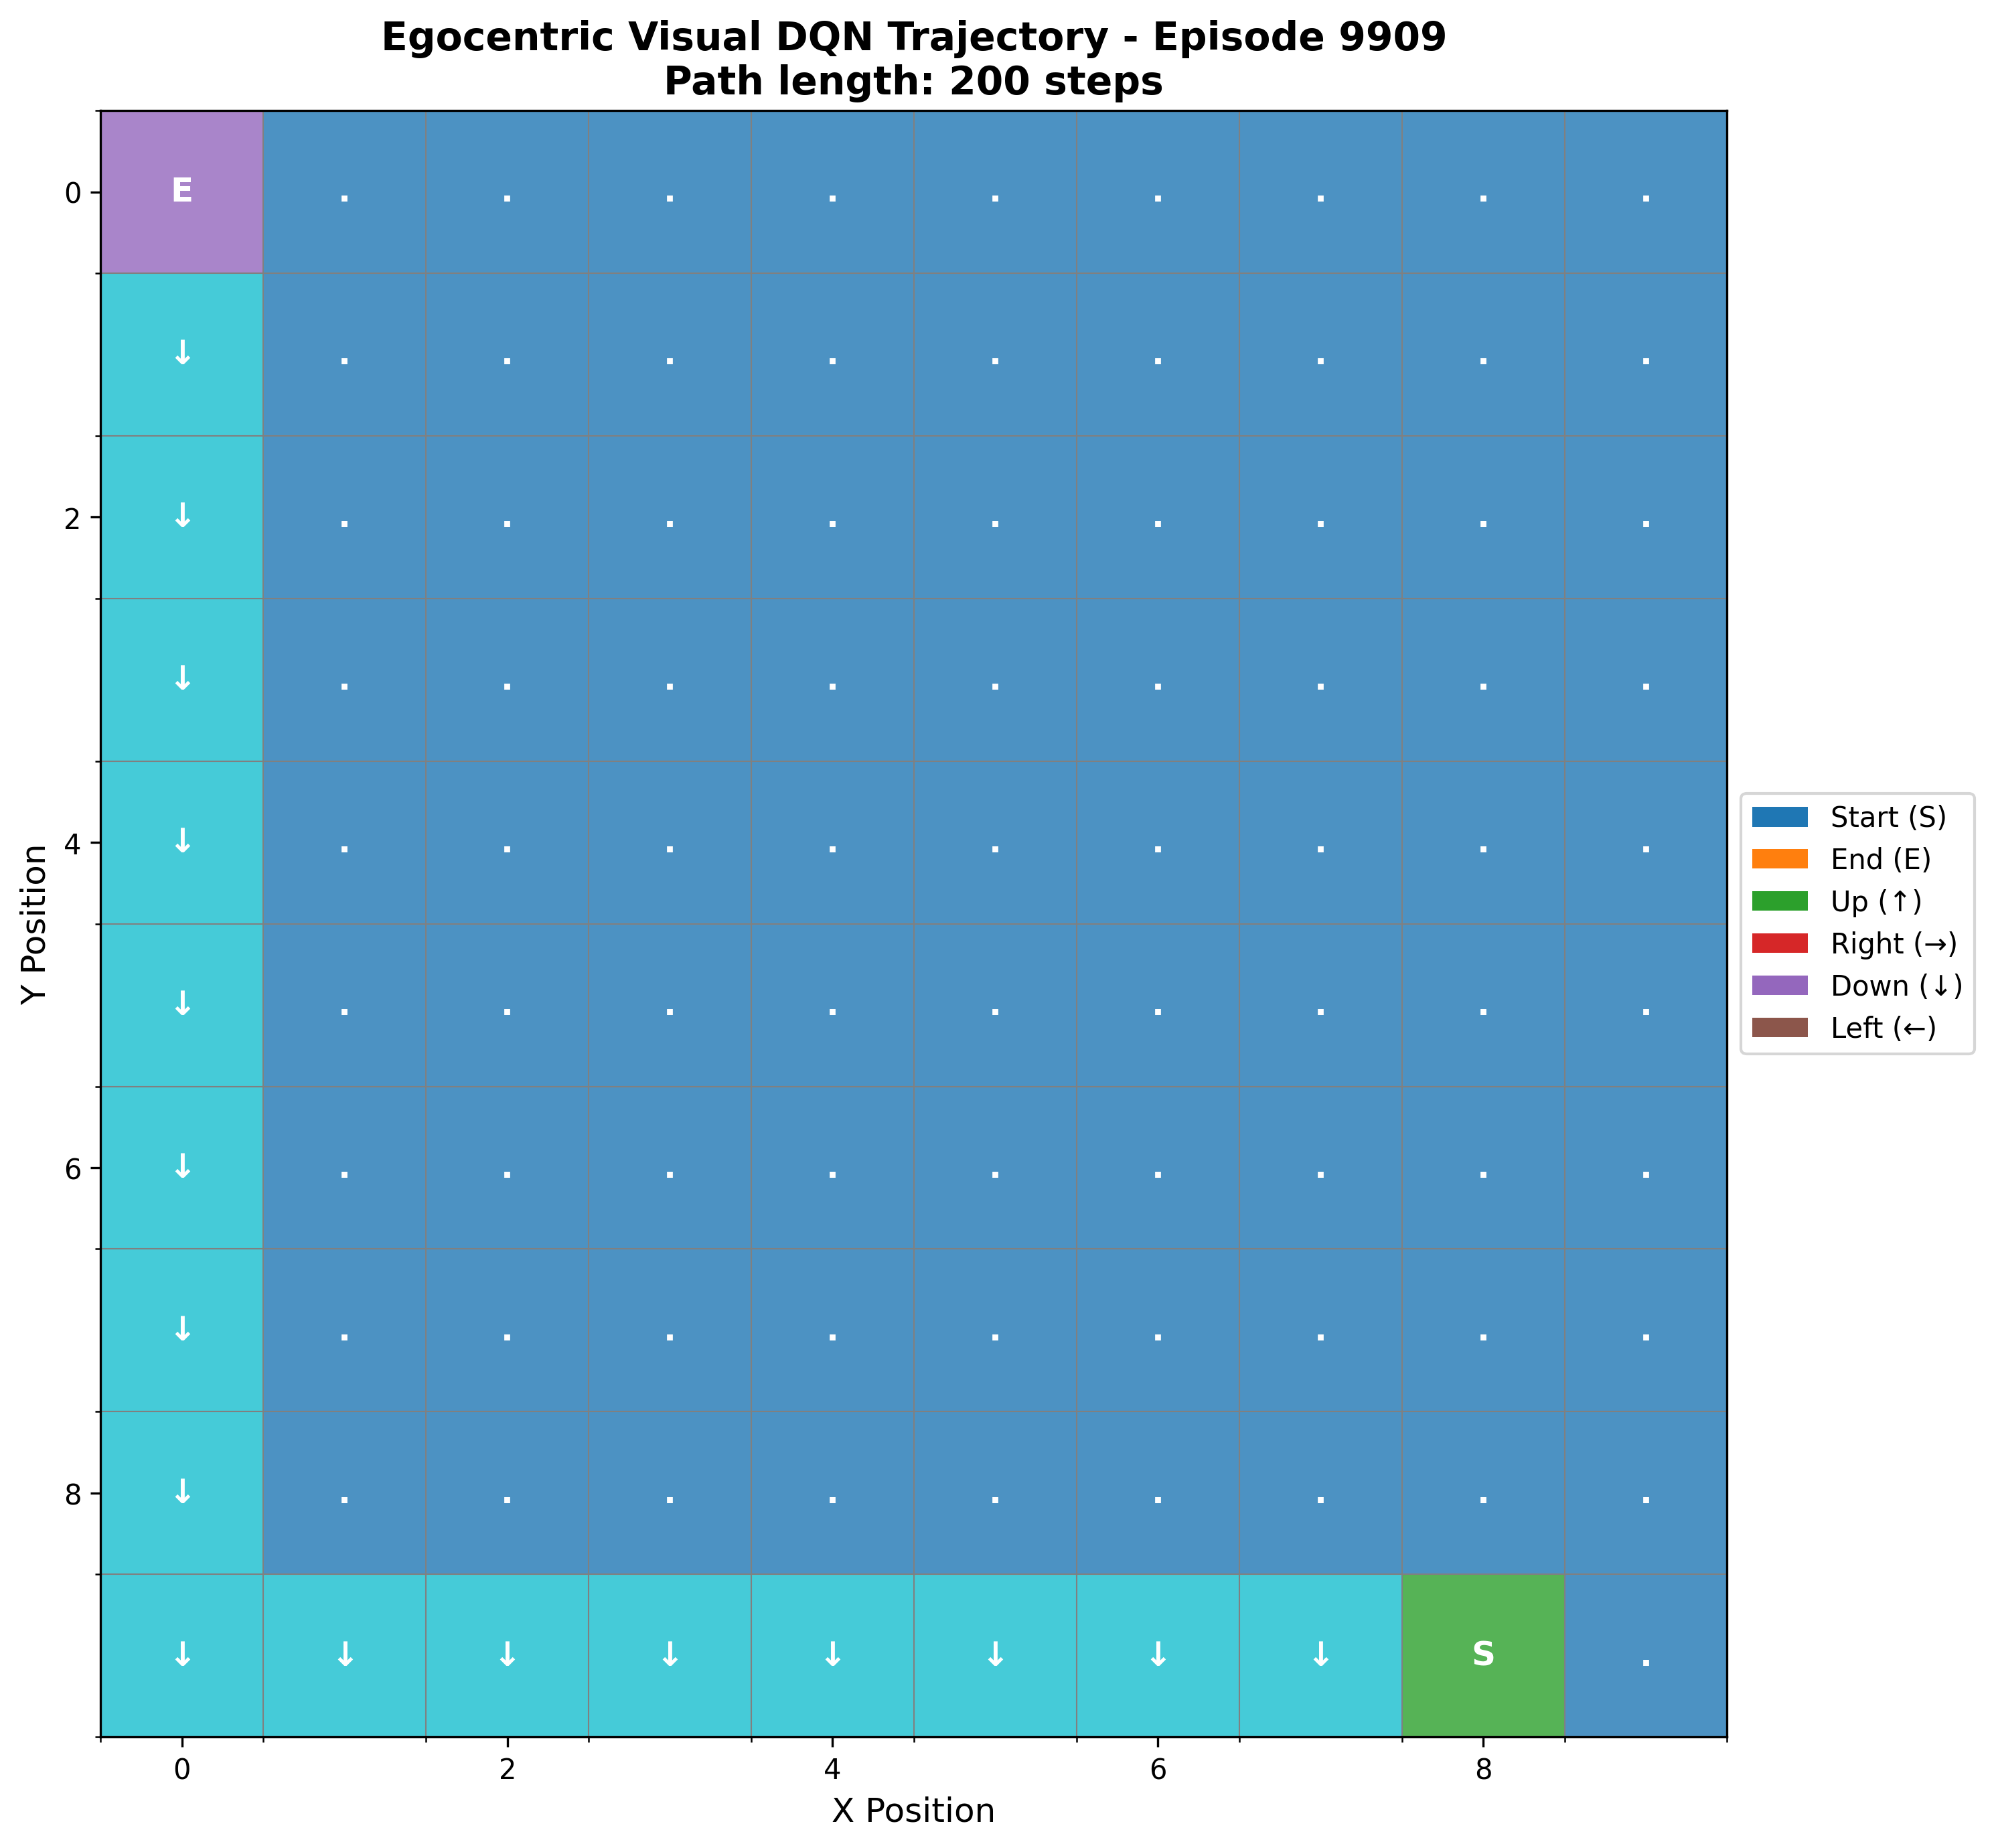 Egocentric Visual DQN Trajectory - Episode 9909
Path length: 200 steps
E . . . . . . . . .
0
↓ . . . . . . . . .
↓ . . . . . . . . .
2
↓ . . . . . . . . .
↓ . . . . . . . . .
4
↓ . . . . . . . . .
↓ . . . . . . . . .
6
↓ . . . . . . . . .
↓ . . . . . . . . .
8
↓ ↓ ↓ ↓ ↓ ↓ ↓ ↓ S .
0 2 4 6 8
X Position
Y Position
Start (S)
End (E)
Up (↑)
Right (→)
Down (↓)
Left (←)